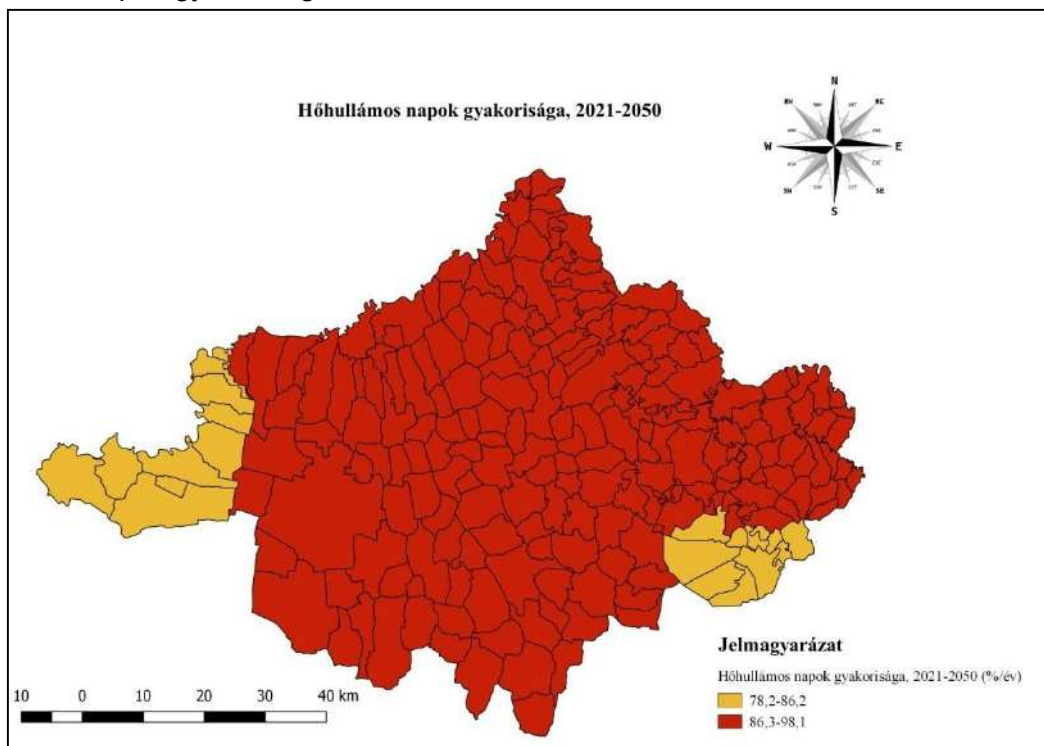 Hőhullámos napok gyakorisága, 2021-2050
N
W
E
S
Jelmagyarázat
Hőhullámos napok gyakorisága, 2021-2050 (%/év)
78,2-86,2
86,3-98,1
10 0 10 20 30 40 km